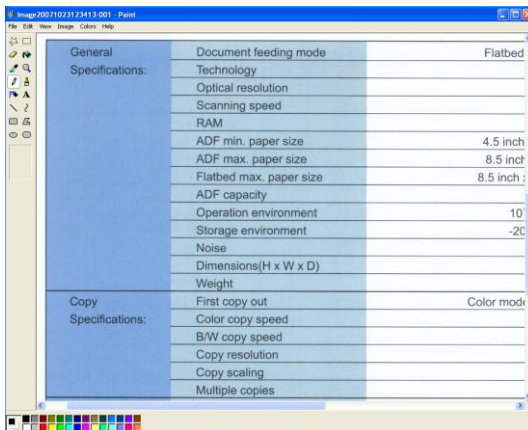 Image20071023123413-001 - Paint
File Edit View Image Colors Help
General Document feeding mode Flatbed
Specifications: Technology
Optical resolution
Scanning speed
RAM
ADF min. paper size 4.5 inch
ADF max. paper size 8.5 inch
Flatbed max. paper size 8.5 inch
ADF capacity
Operation environment 10
Storage environment -20
Noise
Dimensions(H x W x D)
Weight
Copy First copy out Color mode
Specifications: Color copy speed
B/W copy speed
Copy resolution
Copy scaling
Multiple copies